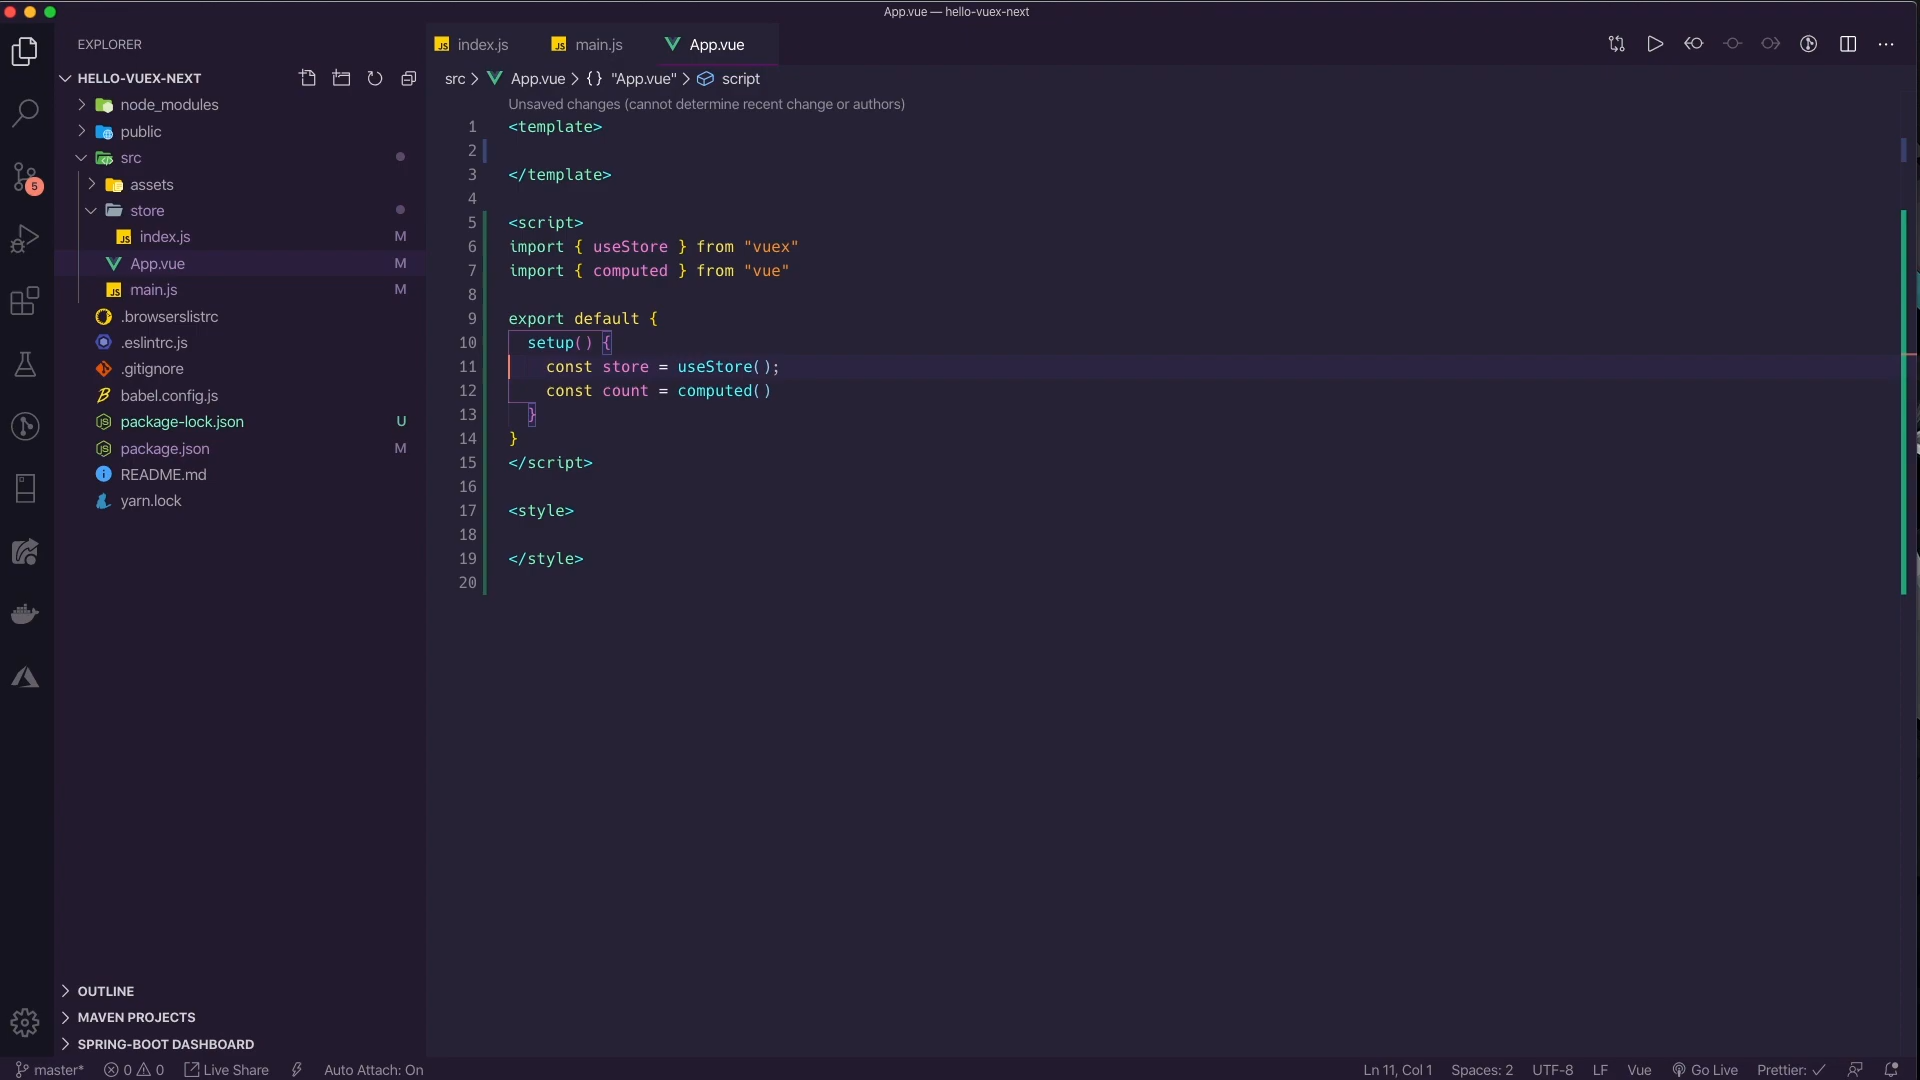 App.vue — hello-vuex-next
EXPLORER
HELLO-VUEX-NEXT
node_modules
public
src
assets
store
index.js M
App.vue M
main.js M
.browserslistrc
.eslintrc.js
.gitignore
babel.config.js
package-lock.json U
package.json M
README.md
yarn.lock
OUTLINE
MAVEN PROJECTS
SPRING-BOOT DASHBOARD
5
index.js main.js App.vue
src > App.vue > {} "App.vue" > script
Unsaved changes (cannot determine recent change or authors)
1 <template>
2
3 </template>
4
5 <script>
6 import { useStore } from "vuex"
7 import { computed } from "vue"
8
9 export default {
10 setup() {
11 const store = useStore();
12 const count = computed()
13 }
14 }
15 </script>
16
17 <style>
18
19 </style>
20
master* 0 0 Live Share Auto Attach: On Ln 11, Col 1 Spaces: 2 UTF-8 LF Vue Go Live Prettier: ✓